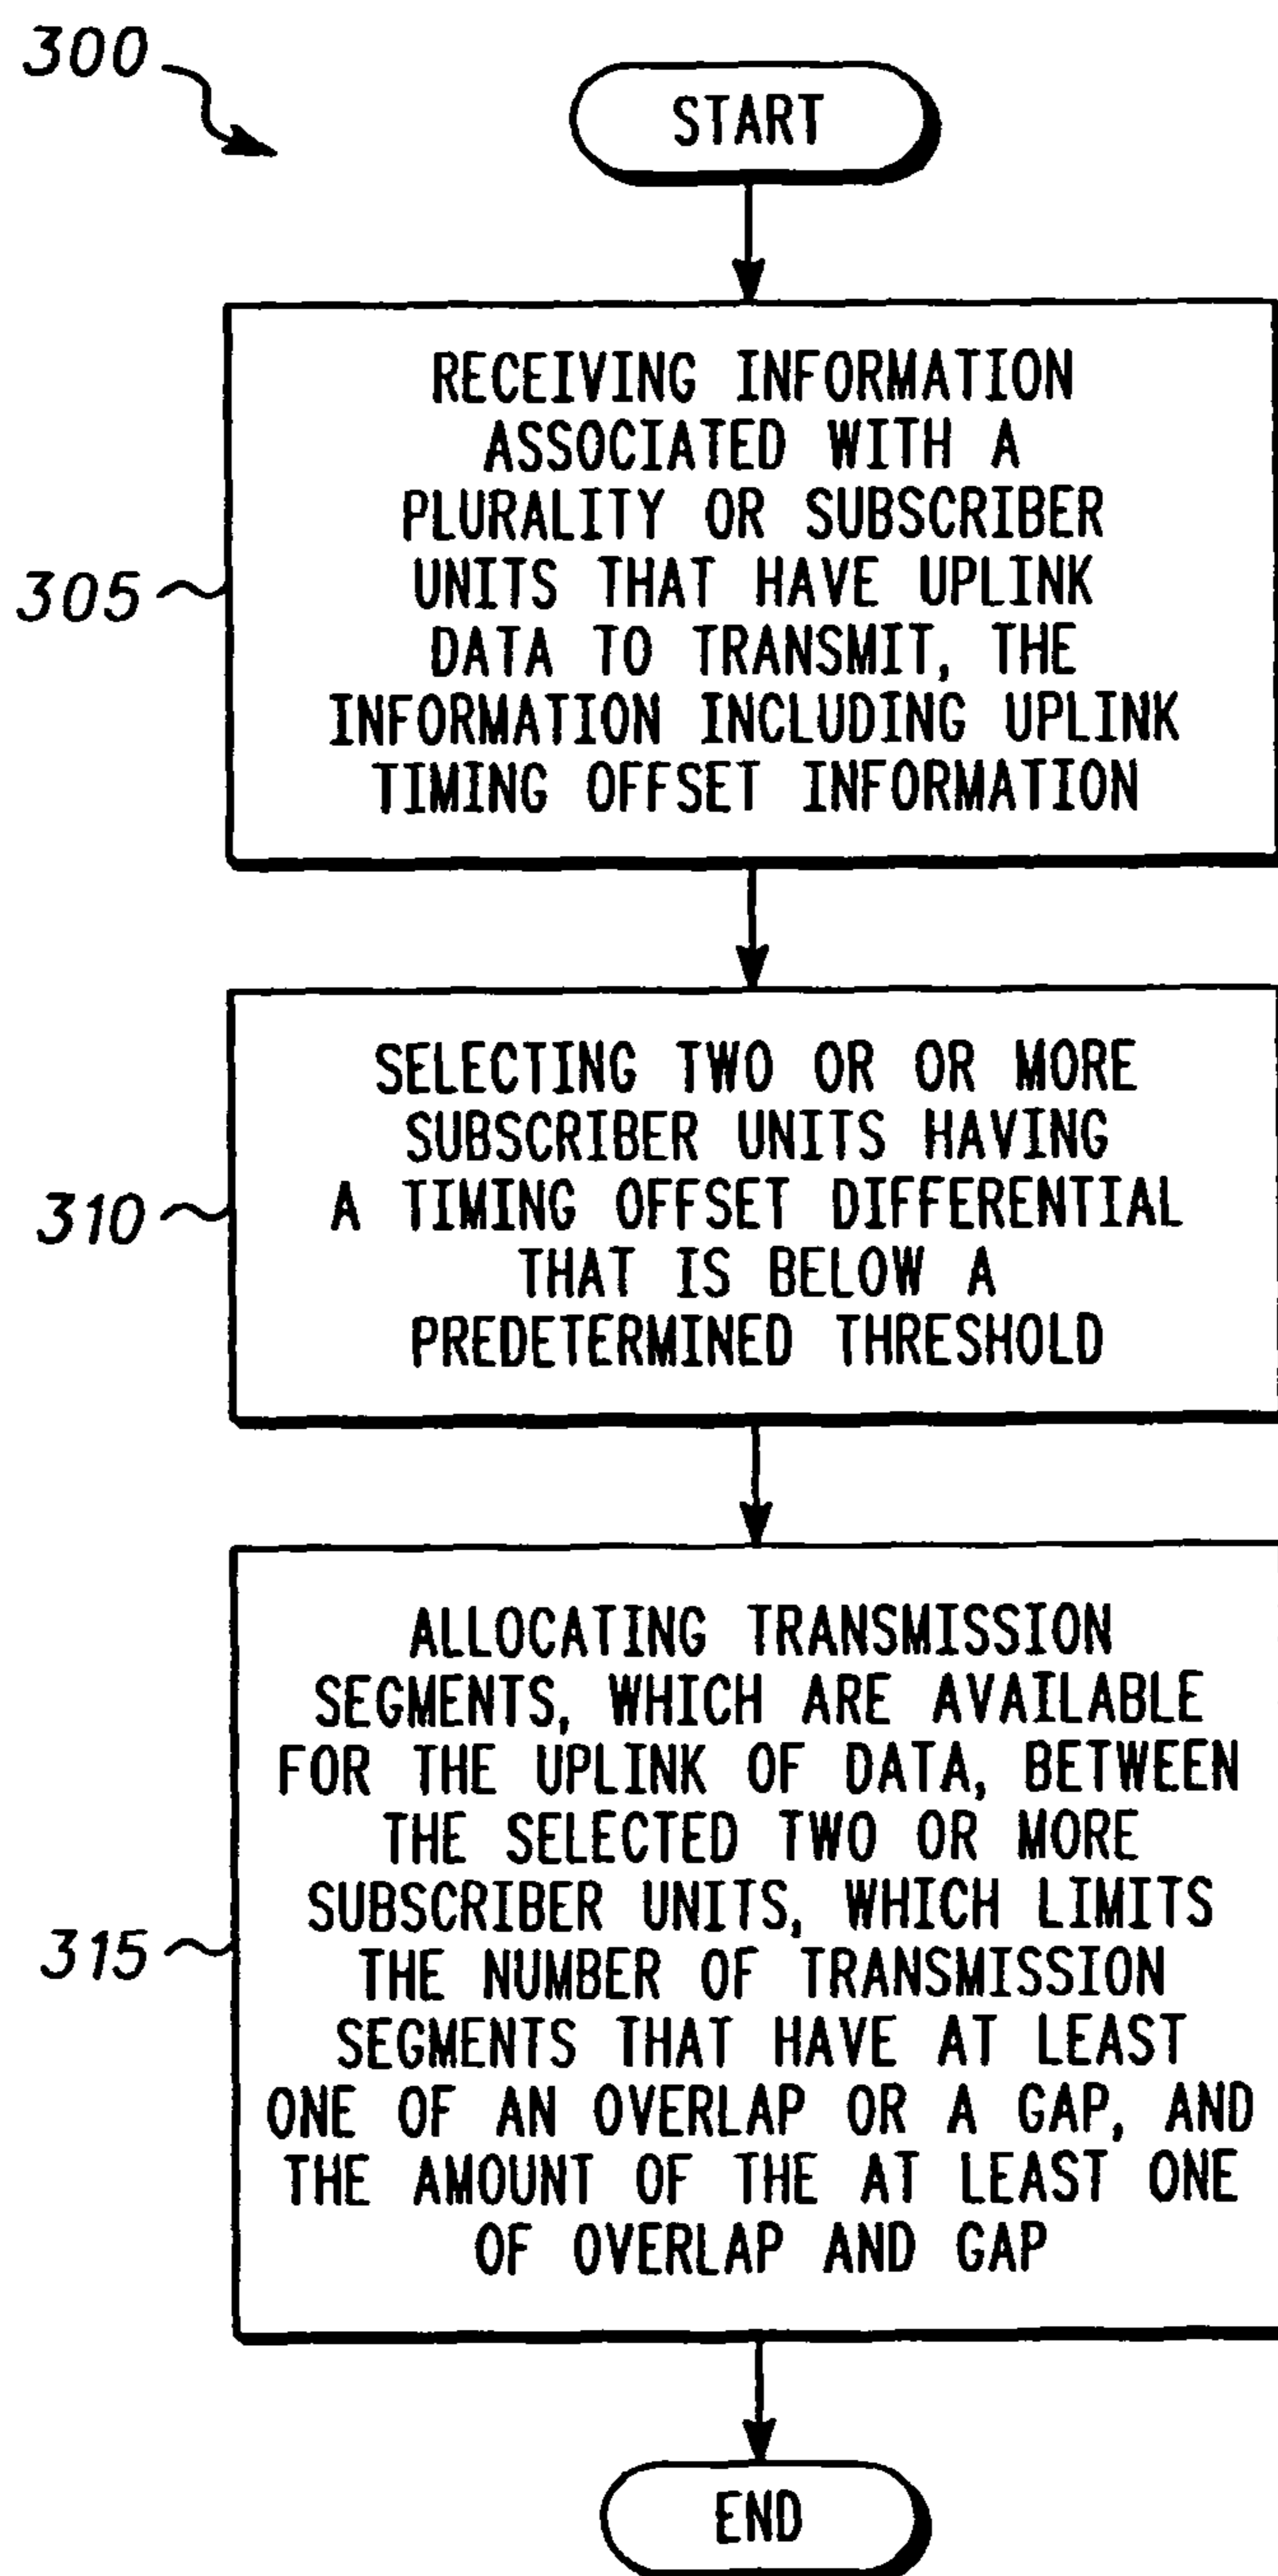 300
START
RECEIVING INFORMATION
ASSOCIATED WITH A
PLURALITY OR SUBSCRIBER
UNITS THAT HAVE UPLINK
DATA TO TRANSMIT, THE
INFORMATION INCLUDING UPLINK
TIMING OFFSET INFORMATION
305
SELECTING TWO OR OR MORE
SUBSCRIBER UNITS HAVING
A TIMING OFFSET DIFFERENTIAL
THAT IS BELOW A
PREDETERMINED THRESHOLD
310
ALLOCATING TRANSMISSION
SEGMENTS, WHICH ARE AVAILABLE
FOR THE UPLINK OF DATA, BETWEEN
THE SELECTED TWO OR MORE
SUBSCRIBER UNITS, WHICH LIMITS
THE NUMBER OF TRANSMISSION
SEGMENTS THAT HAVE AT LEAST
ONE OF AN OVERLAP OR A GAP, AND
THE AMOUNT OF THE AT LEAST ONE
OF OVERLAP AND GAP
315
END